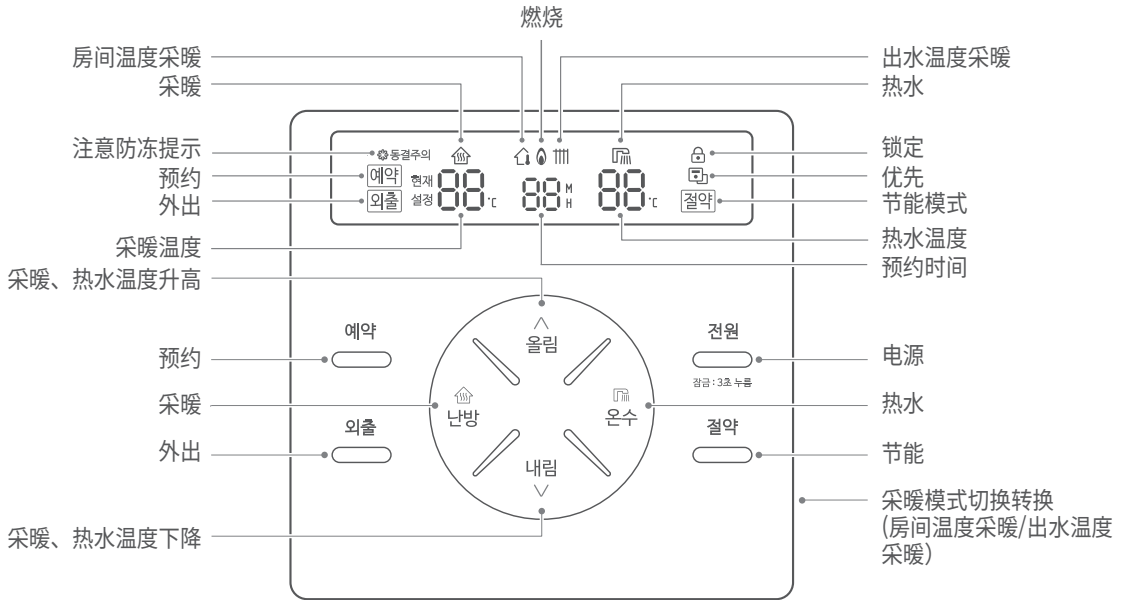 燃烧
房间温度采暖
采暖
出水温度采暖
热水
注意防冻提示
预约
外出
锁定
优先
节能模式
동결주의
예약
현재
외출
설정
88
℃
88
M
H
88
℃
절약
采暖温度
采暖、热水温度升高
热水温度
预约时间
예약
올림
전원
预约
电源
잠금 : 3초 누름
采暖
난방
온수
热水
외출
절약
外出
节能
내림
采暖模式切换转换
(房间温度采暖/出水温度
采暖)
采暖、热水温度下降